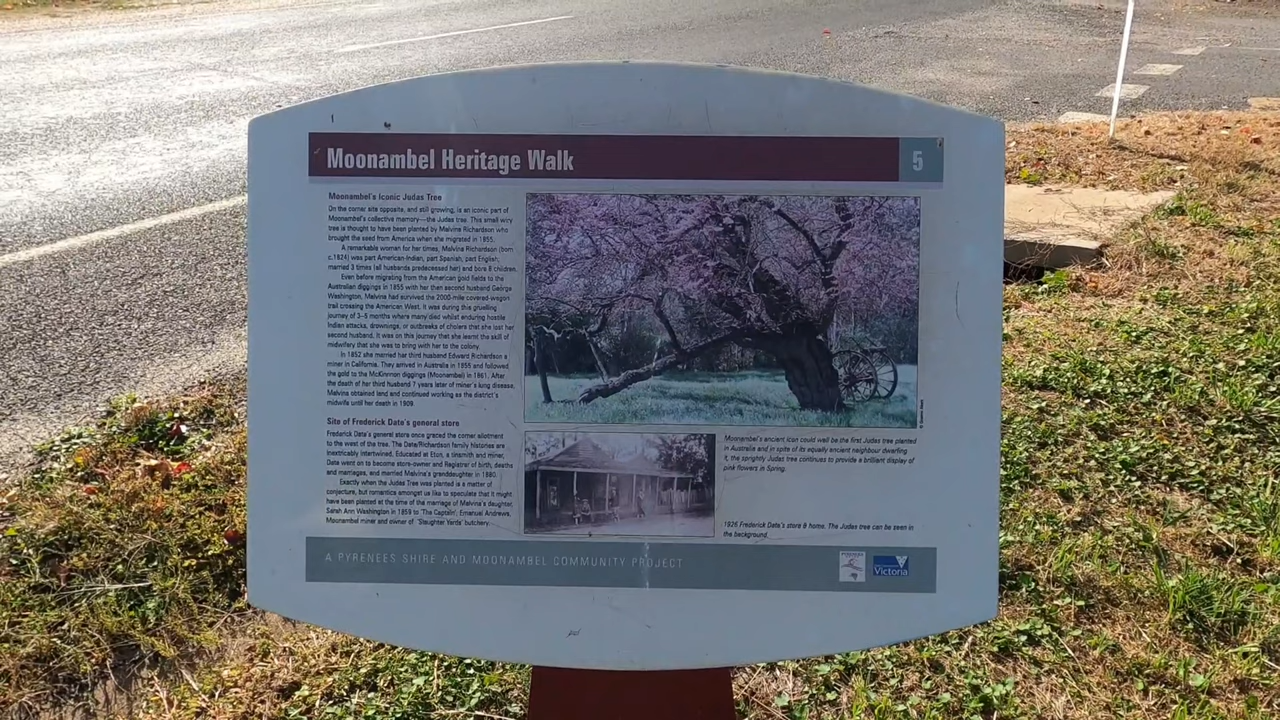 Moonambel Heritage Walk
5
Moonambel's Iconic Judas Tree
On the corner site opposite, and still growing, is an iconic part of
Moonambel's collective memory—the Judas tree. This small wiry
tree is thought to have been planted by Malvina Richardson who
brought the seed from America when she migrated in 1855.
A remarkable woman for her times, Malvina Richardson (born
c.1824) was part American-Indian, part Spanish, part English;
married 3 times (all husbands predeceased her) and bore 8 children.
Even before migrating from the American gold fields to the
Australian diggings in 1855 with her then second husband George
Washington, Malvina had survived the 2000-mile covered-wagon
trail crossing the American West. It was during this gruelling
journey of 3–5 months where many died whilst enduring hostile
Indian attacks, drownings, or outbreaks of cholera that she lost her
second husband. It was on this journey that she learnt the skill of
midwifery that she was to bring with her to the colony.
In 1852 she married her third husband Edward Richardson a
miner in California. They arrived in Australia in 1855 and followed
the gold to the McKinnon diggings (Moonambel) in 1861. After
the death of her third husband 7 years later of miner's lung disease,
Malvina obtained land and continued working as the district's
midwife until her death in 1909.
Site of Frederick Date's general store
Frederick Date's general store once graced the corner allotment
to the west of the tree. The Date/Richardson family histories are
inextricably intertwined. Educated at Eton, a tinsmith and miner,
Date went on to become store-owner and Registrar of birth, deaths
and marriages, and married Malvina's granddaughter in 1880.
Exactly when the Judas Tree was planted is a matter of
conjecture, but romantics amongst us like to speculate that it might
have been planted at the time of the marriage of Malvina's daughter,
Sarah Ann Washington in 1859 to 'The Captain', Emanuel Andrews,
Moonambel miner and owner of 'Slaughter Yards' butchery.
Moonambel's ancient icon could well be the first Judas tree planted
in Australia and in spite of its equally ancient neighbour dwarfing
it, the sprightly Judas tree continues to provide a brilliant display of
pink flowers in Spring.
1926 Frederick Date's store & home. The Judas tree can be seen in
the background.
A PYRENEES SHIRE AND MOONAMBEL COMMUNITY PROJECT
PYRENEES
Victoria